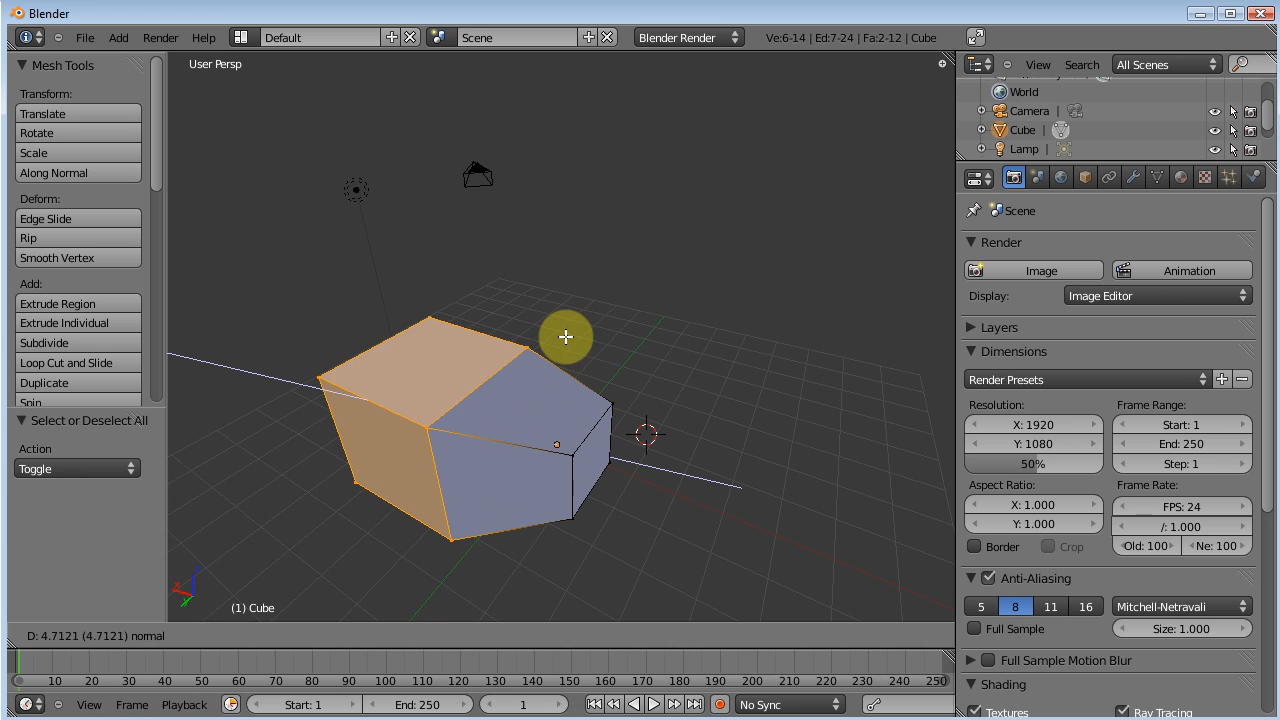 Blender
File Add Render Help Default Scene Blender Render Ve:6-14 | Ed:7-24 | Fa:2-12 | Cube
Mesh Tools
Transform:
Translate
Rotate
Scale
Along Normal
Deform:
Edge Slide
Rip
Smooth Vertex
Add:
Extrude Region
Extrude Individual
Subdivide
Loop Cut and Slide
Duplicate
Spin
Select or Deselect All
Action
Toggle
User Persp
(1) Cube
D: 4.7121 (4.7121) normal
View Search All Scenes
World
Camera
Cube
Lamp
Scene
Render
Image Animation
Display: Image Editor
Layers
Dimensions
Render Presets
Resolution: Frame Range:
X: 1920 Start: 1
Y: 1080 End: 250
50% Step: 1
Aspect Ratio: Frame Rate:
X: 1.000 FPS: 24
Y: 1.000 /: 1.000
Border Crop Old: 100 Ne: 100
Anti-Aliasing
5 8 11 16 Mitchell-Netravali
Full Sample Size: 1.000
Full Sample Motion Blur
Shading
Textures Ray Tracing
0 10 20 30 40 50 60 70 80 90 100 110 120 130 140 150 160 170 180 190 200 210 220 230 240 250
View Frame Playback Start: 1 End: 250 1 No Sync